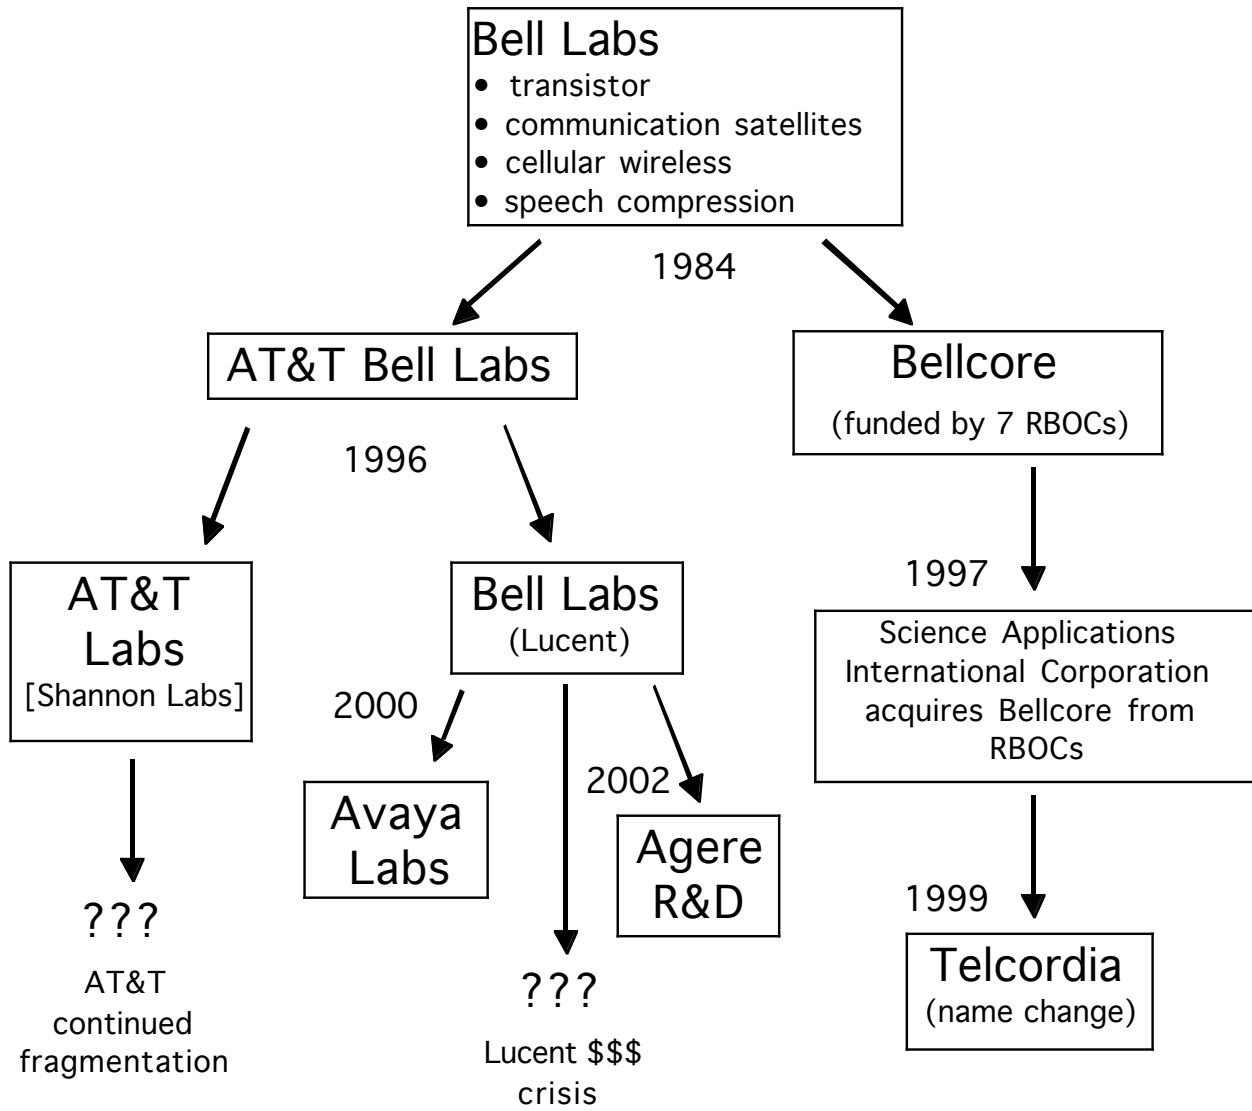 Bell Labs
• transistor
• communication satellites
• cellular wireless
• speech compression
1984
AT&T Bell Labs
Bellcore
(funded by 7 RBOCs)
1996
AT&T
Labs
[Shannon Labs]
Bell Labs
(Lucent)
1997
Science Applications
International Corporation
acquires Bellcore from
RBOCs
2000
Avaya
Labs
2002
Agere
R&D
1999
Telcordia
(name change)
???
AT&T
continued
fragmentation
???
Lucent $$$
crisis